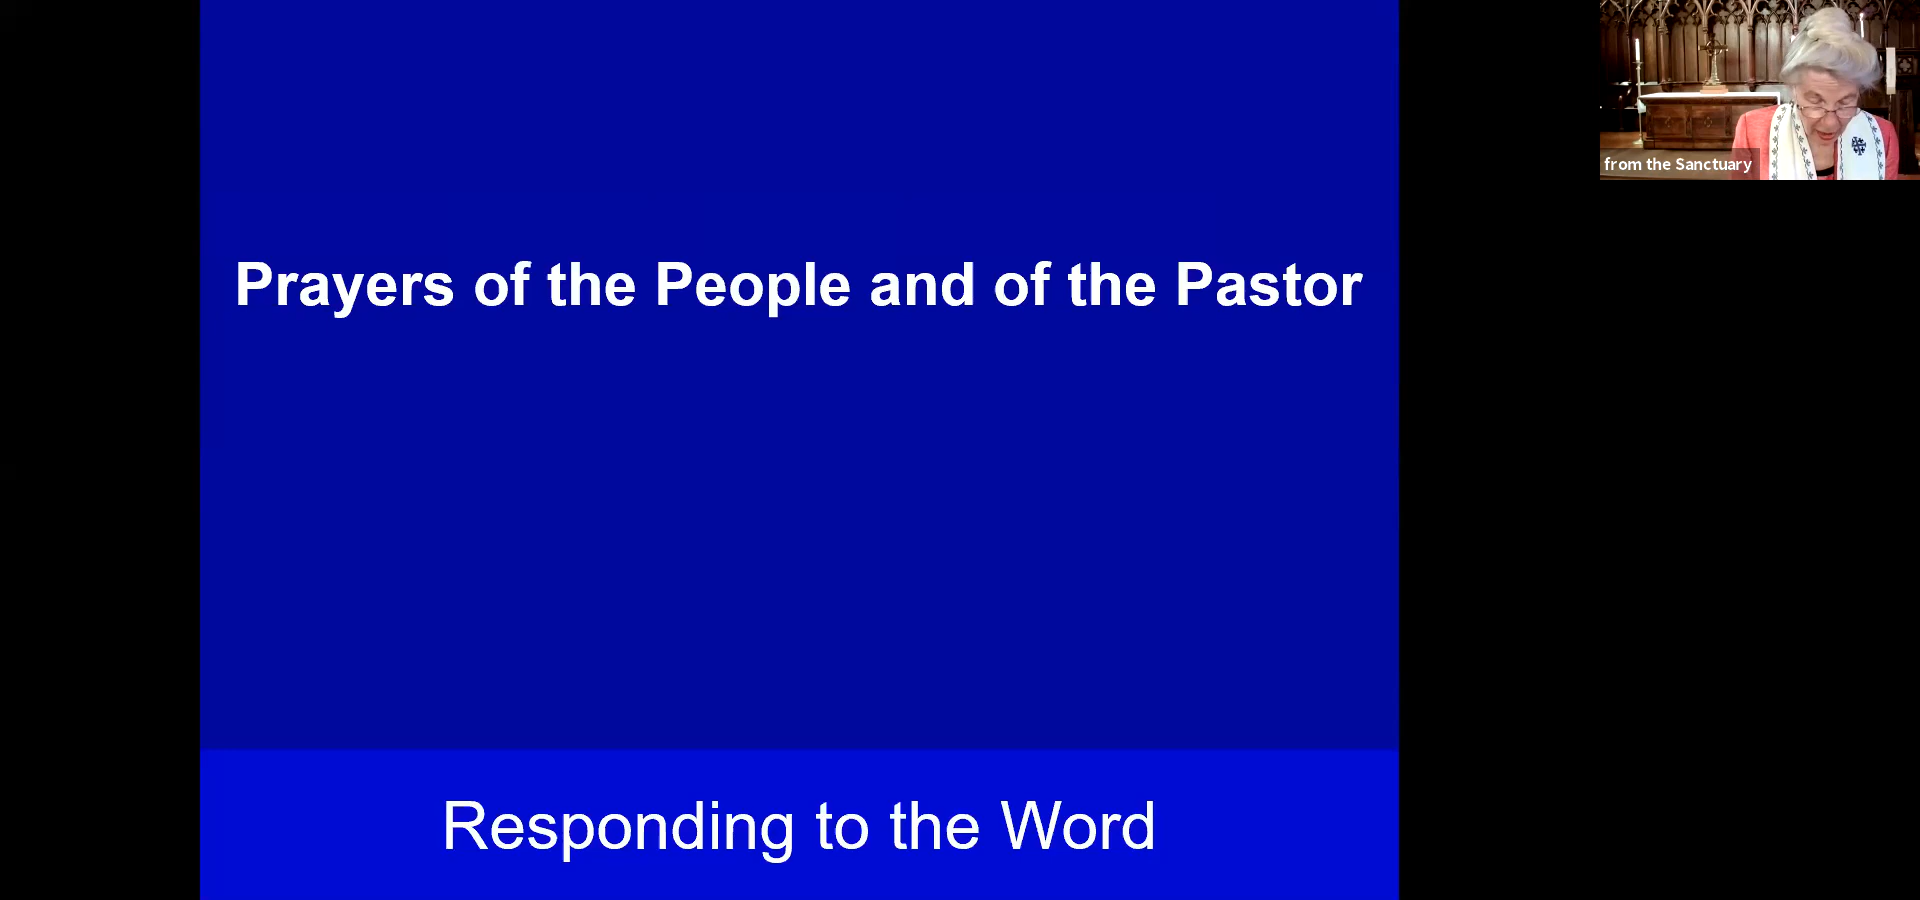 Prayers of the People and of the Pastor
Responding to the Word
from the Sanctuary